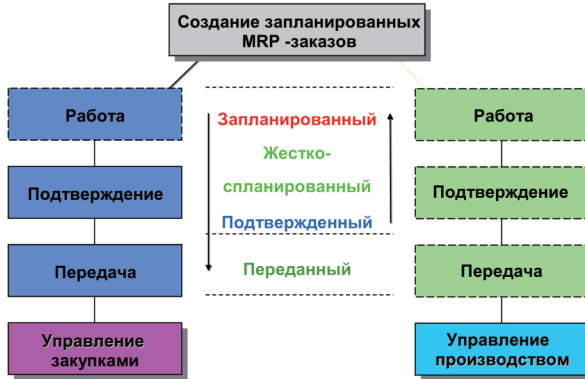 Создание запланированных
MRP -заказов
Работа
Подтверждение
Передача
Управление
закупками
Запланированный
Жестко-
спланированный
Подтвержденный
Переданный
Работа
Подтверждение
Передача
Управление
производством